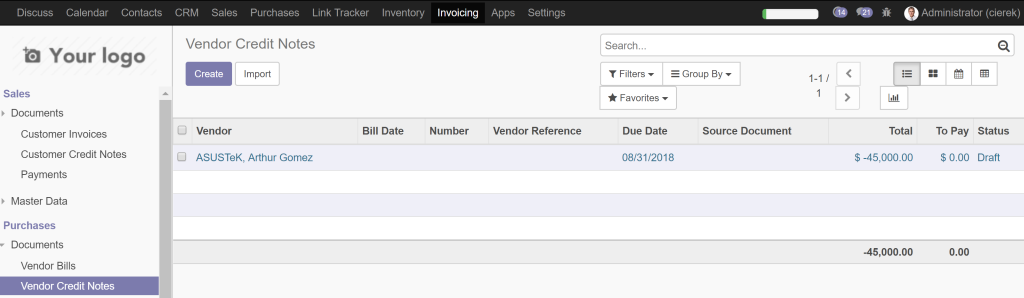 Discuss Calendar Contacts CRM Sales Purchases Link Tracker Inventory Invoicing Apps Settings 14 21 Administrator (cierek)
Your logo
Vendor Credit Notes
Search...
Create Import
Filters Group By
Favorites
1-1 /
1
Sales
Documents
Customer Invoices
Customer Credit Notes
Payments
Master Data
Purchases
Documents
Vendor Bills
Vendor Credit Notes
Vendor Bill Date Number Vendor Reference Due Date Source Document Total To Pay Status
ASUSTeK, Arthur Gomez 08/31/2018 $ -45,000.00 $ 0.00 Draft
-45,000.00 0.00